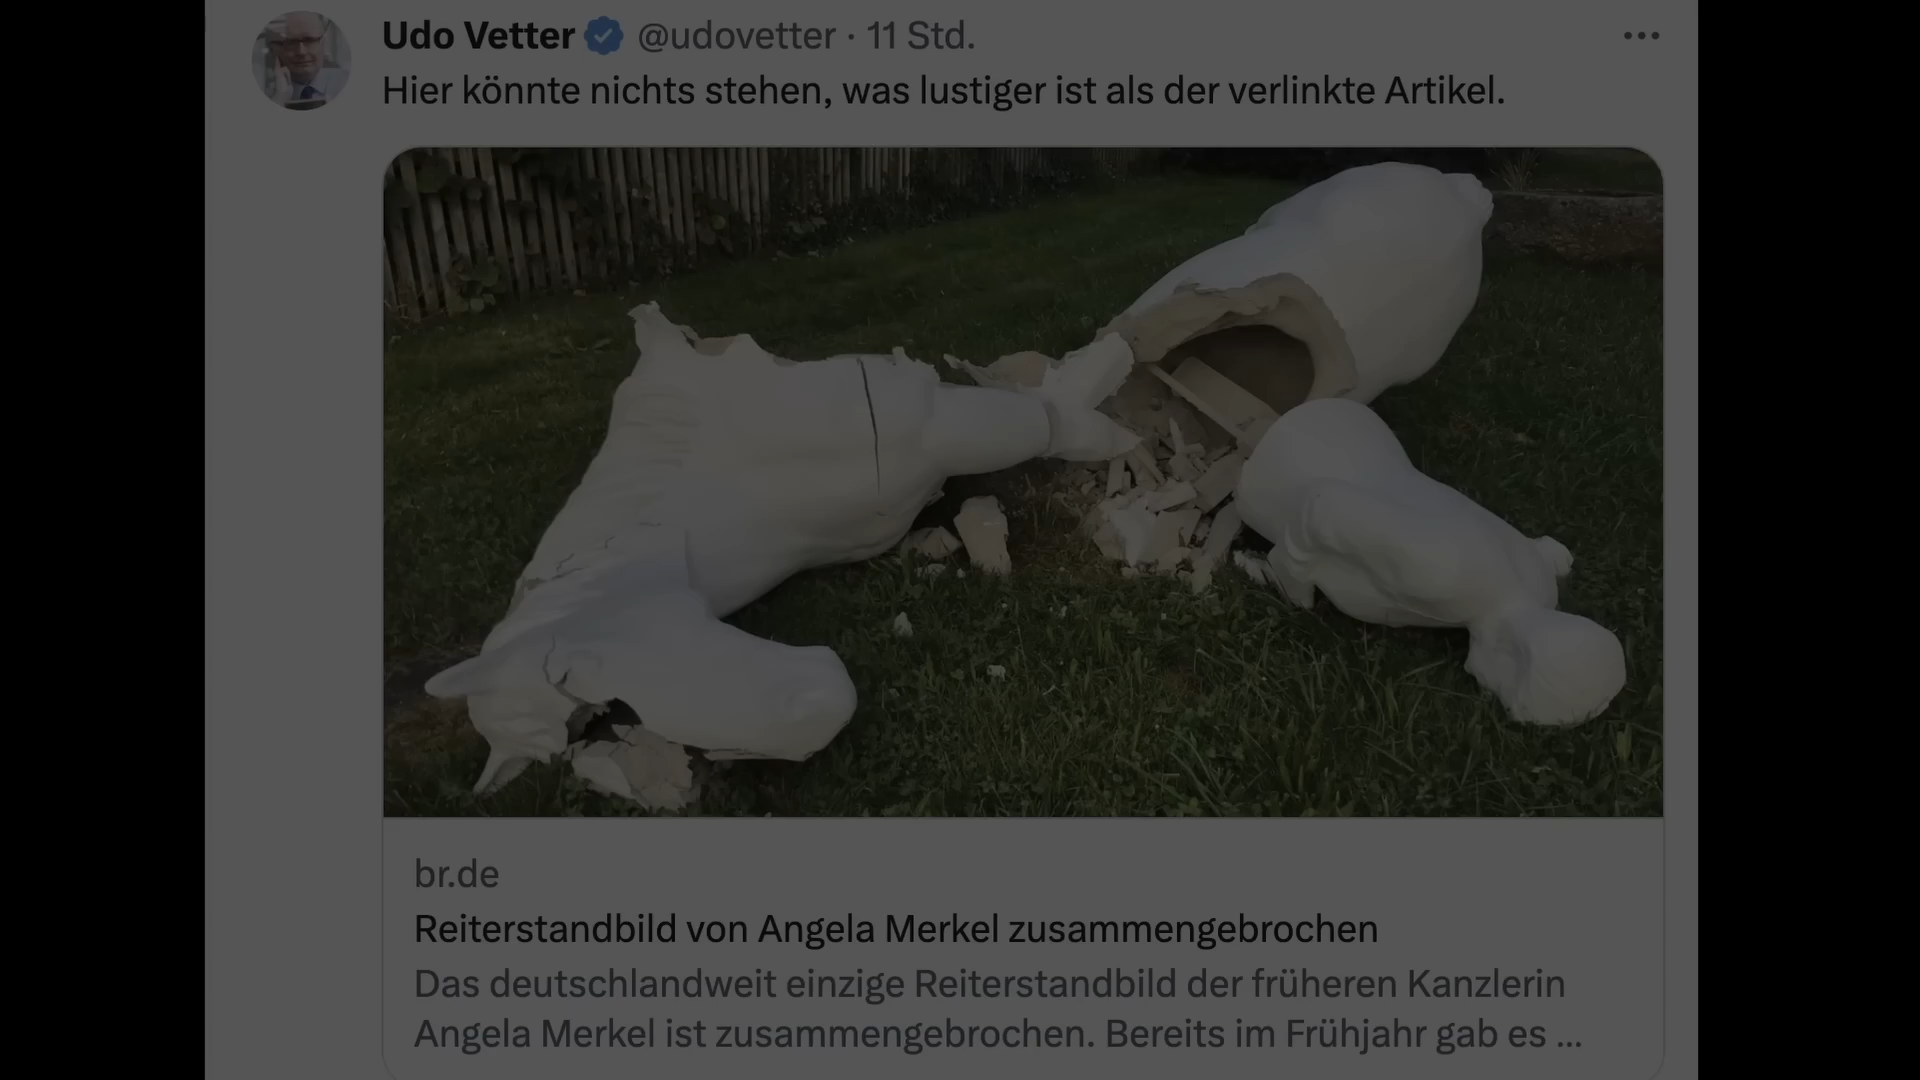 Udo Vetter @udovetter · 11 Std.
Hier könnte nichts stehen, was lustiger ist als der verlinkte Artikel.
br.de
Reiterstandbild von Angela Merkel zusammengebrochen
Das deutschlandweit einzige Reiterstandbild der früheren Kanzlerin
Angela Merkel ist zusammengebrochen. Bereits im Frühjahr gab es ...